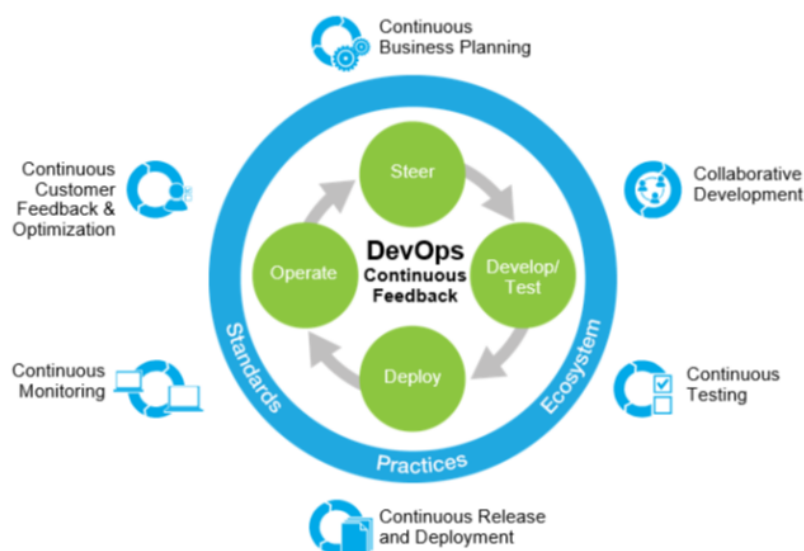 Continuous
Business Planning
Continuous
Customer
Feedback &
Optimization
Collaborative
Development
Steer
Operate
DevOps
Continuous
Feedback
Develop/
Test
Deploy
Standards
Practices
Ecosystem
Continuous
Monitoring
Continuous
Testing
Continuous Release
and Deployment